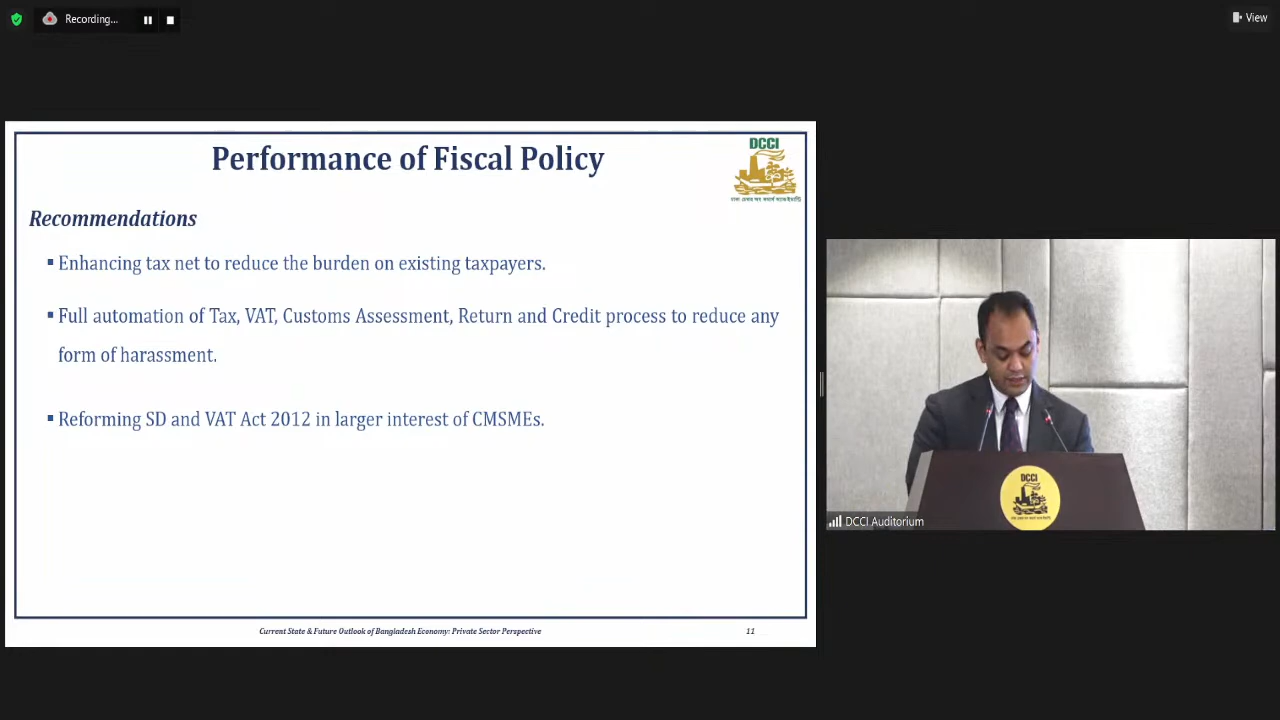 Recording...
View
Performance of Fiscal Policy
DCCI
Recommendations
▪ Enhancing tax net to reduce the burden on existing taxpayers.
▪ Full automation of Tax, VAT, Customs Assessment, Return and Credit process to reduce any
form of harassment.
▪ Reforming SD and VAT Act 2012 in larger interest of CMSMEs.
Current State & Future Outlook of Bangladesh Economy: Private Sector Perspective
11
DCCI
DCCI Auditorium